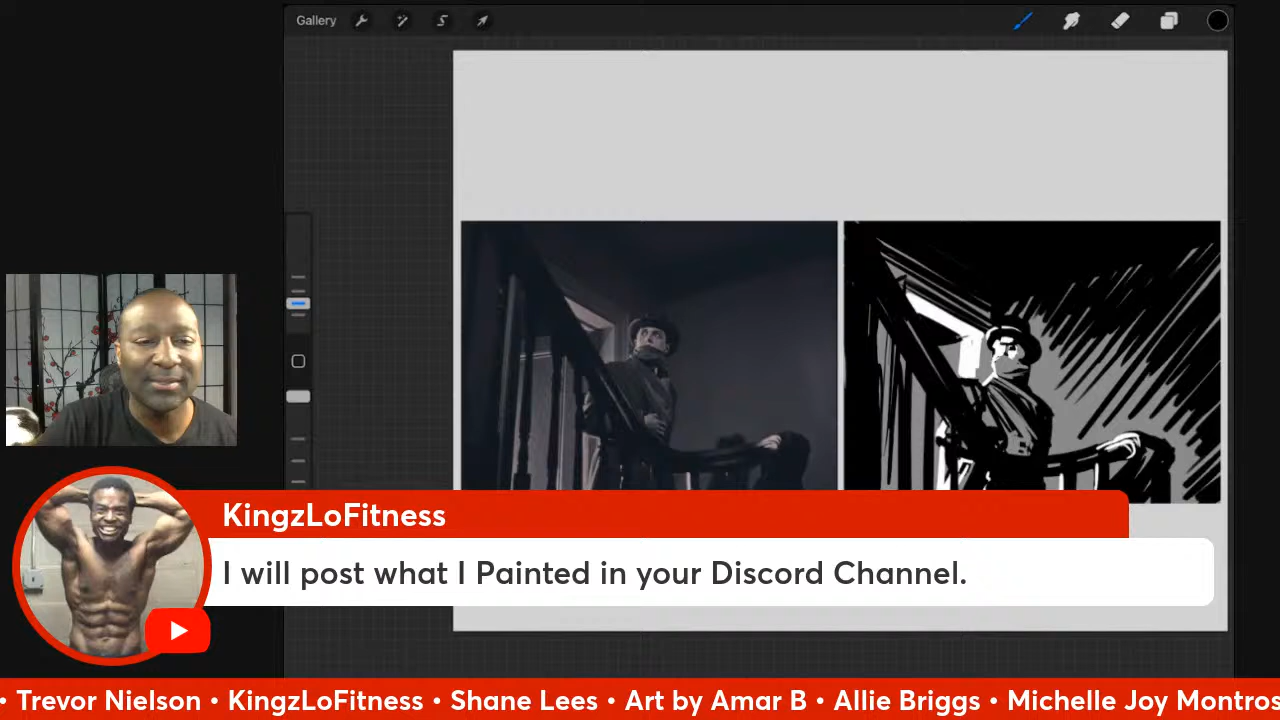 Gallery
KingzLoFitness
I will post what I Painted in your Discord Channel.
• Trevor Nielson • KingzLoFitness • Shane Lees • Art by Amar B • Allie Briggs • Michelle Joy Montros